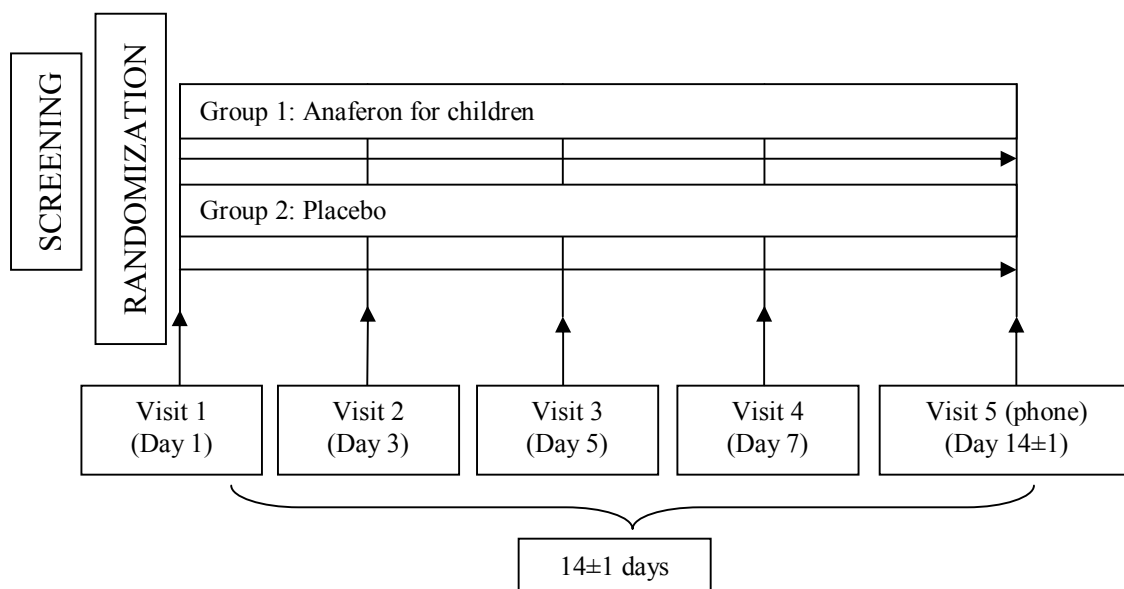 SCREENING
RANDOMIZATION
Group 1: Anaferon for children
Group 2: Placebo
Visit 1
(Day 1)
Visit 2
(Day 3)
Visit 3
(Day 5)
Visit 4
(Day 7)
Visit 5 (phone)
(Day 14±1)
14±1 days